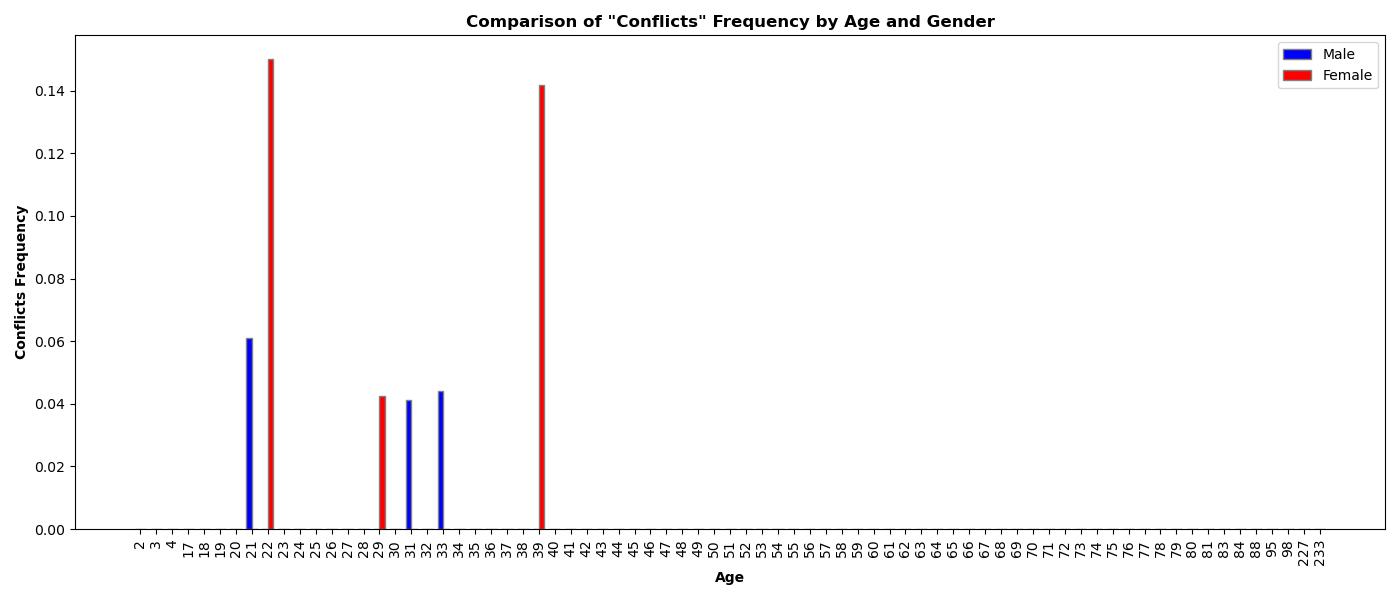 Comparison of "Conflicts" Frequency by Age and Gender
Male
Female
0.14
0.12
0.10
0.08
0.06
0.04
0.02
0.00
Conflicts Frequency
2 3 4 17 18 19 20 21 22 23 24 25 26 27 28 29 30 31 32 33 34 35 36 37 38 39 40 41 42 43 44 45 46 47 48 49 50 51 52 53 54 55 56 57 58 59 60 61 62 63 64 65 66 67 68 69 70 71 72 73 74 75 76 77 78 79 80 81 83 84 88 95 98 227 233
Age